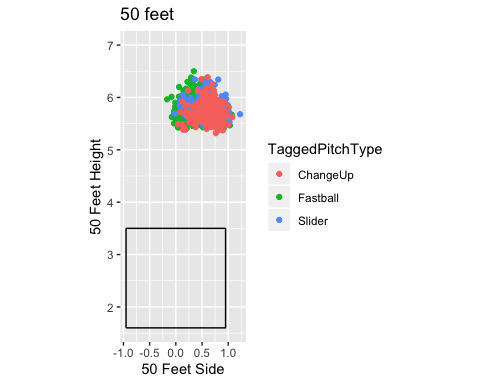 50 feet
7
6
5
4
3
2
50 Feet Height
-1.0 -0.5 0.0 0.5 1.0
50 Feet Side
TaggedPitchType
ChangeUp
Fastball
Slider